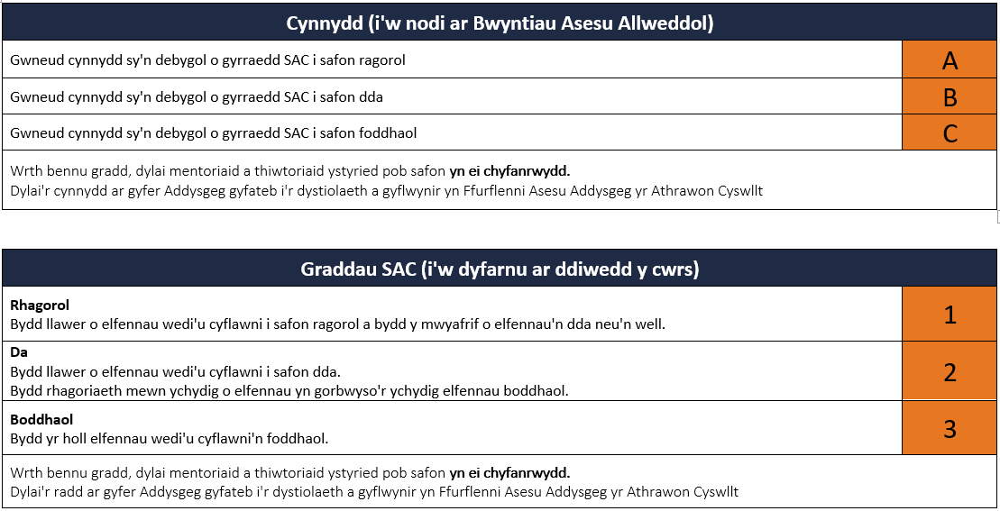 Cynnydd (i'w nodi ar Bwyntiau Asesu Allweddol)
Gwneud cynnydd sy'n debygol o gyrraedd SAC i safon ragorol
A
Gwneud cynnydd sy'n debygol o gyrraedd SAC i safon dda
B
Gwneud cynnydd sy'n debygol o gyrraedd SAC i safon foddhaol
C
Wrth bennu gradd, dylai mentoriaid a thiwtoriaid ystyried pob safon yn ei chyfanrwydd.
Dylai'r cynnydd ar gyfer Addysgeg gyfateb i'r dystiolaeth a gyflwynir yn Ffurflenni Asesu Addysgeg yr Athrawon Cyswllt
Graddau SAC (i'w dyfarnu ar ddiwedd y cwrs)
Rhagorol
Bydd llawer o elfennau wedi'u cyflawni i safon ragorol a bydd y mwyafrif o elfennau'n dda neu'n well.
1
Da
Bydd llawer o elfennau wedi'u cyflawni i safon dda.
Bydd rhagoriaeth mewn ychydig o elfennau yn gorbwyso'r ychydig elfennau boddhaol.
2
Boddhaol
Bydd yr holl elfennau wedi'u cyflawni'n foddhaol.
3
Wrth bennu gradd, dylai mentoriaid a thiwtoriaid ystyried pob safon yn ei chyfanrwydd.
Dylai'r radd ar gyfer Addysgeg gyfateb i'r dystiolaeth a gyflwynir yn Ffurflenni Asesu Addysgeg yr Athrawon Cyswllt